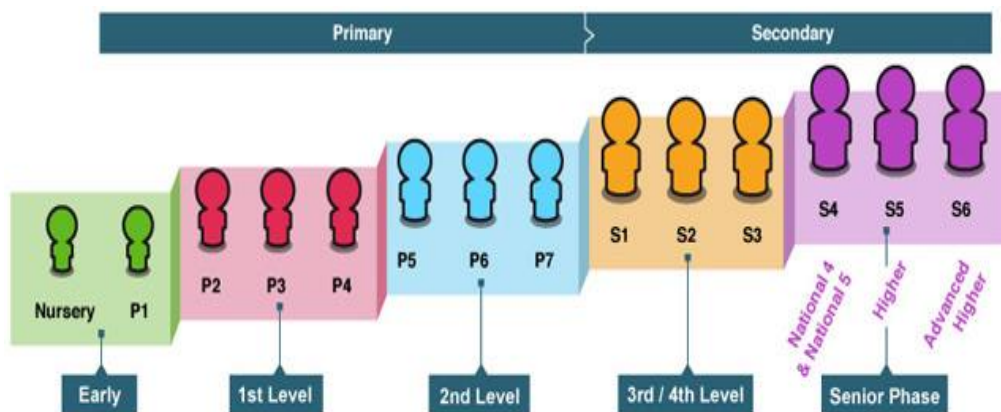 Primary
Secondary
Nursery
P1
P2
P3
P4
P5
P6
P7
S1
S2
S3
S4
S5
S6
National 4
& National 5
Higher
Advanced
Higher
Early
1st Level
2nd Level
3rd / 4th Level
Senior Phase